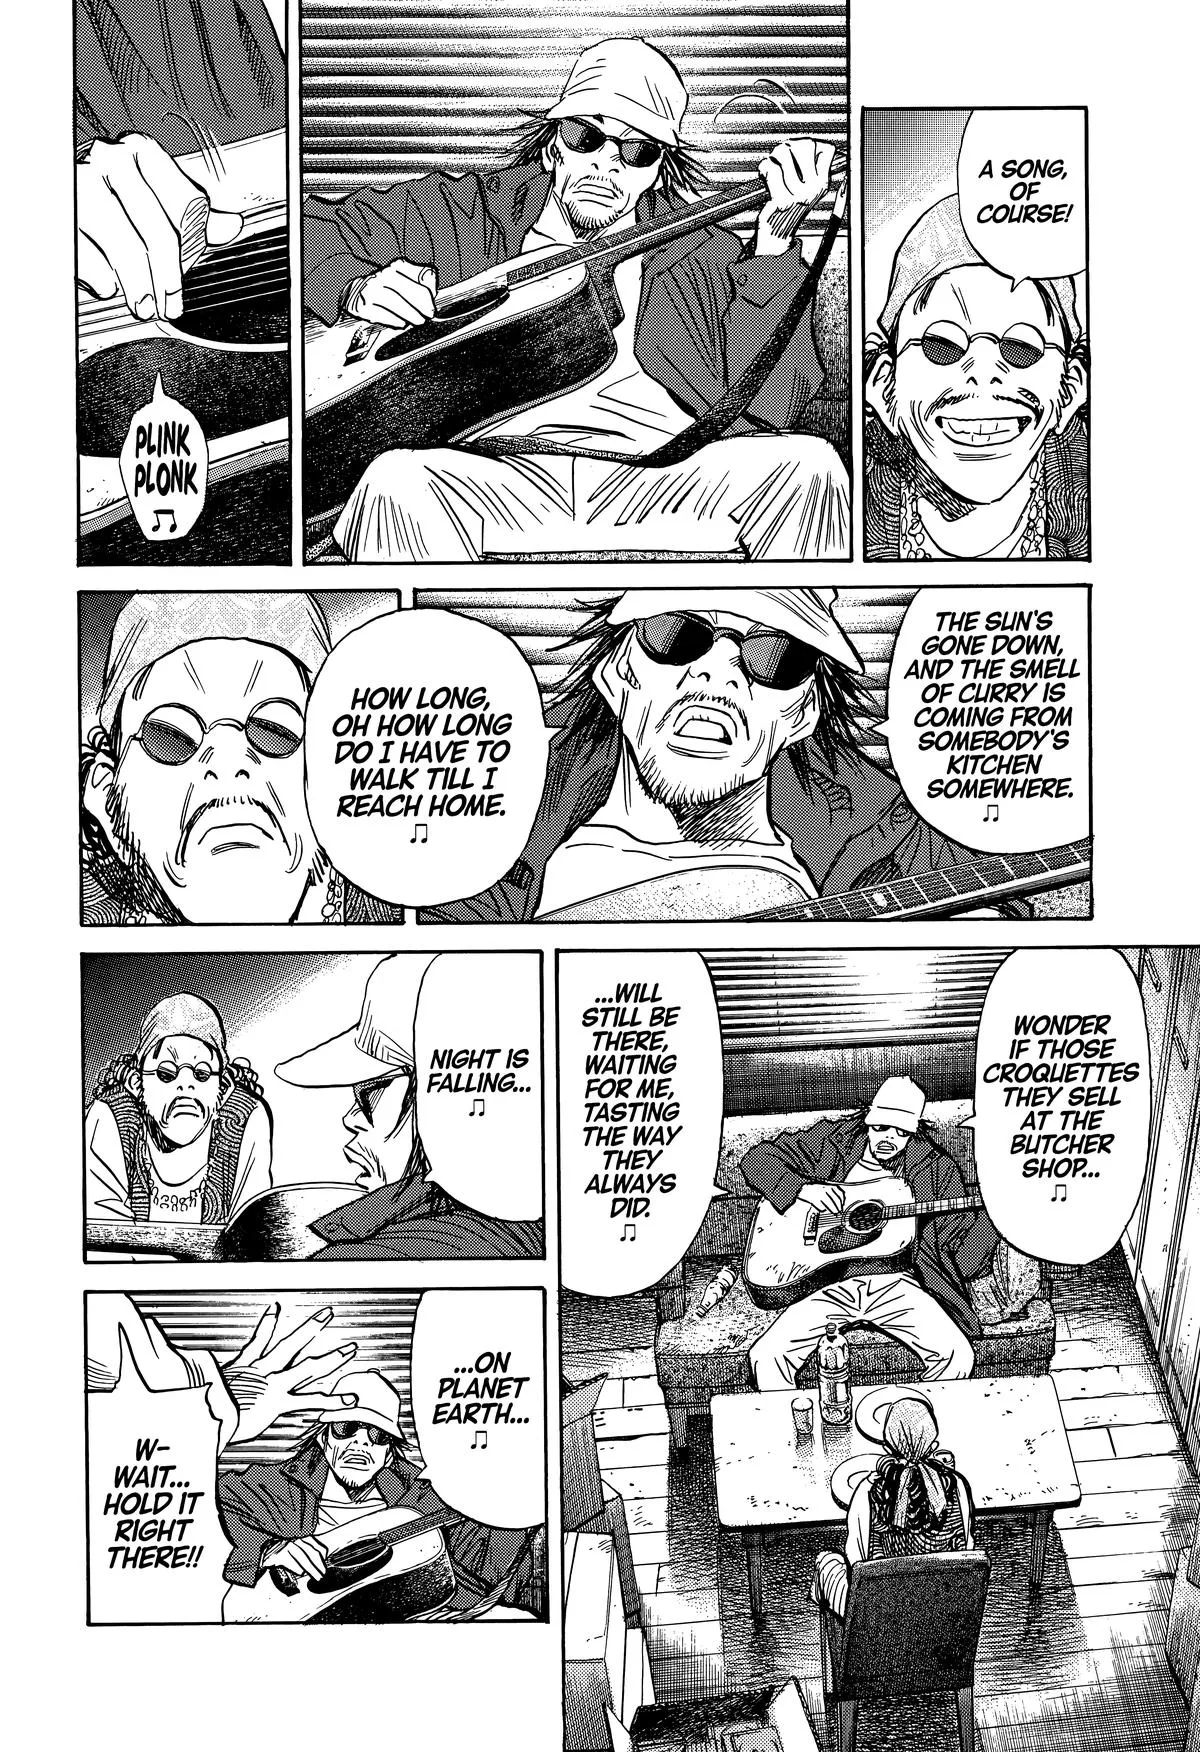 A SONG,
OF
COURSE!
PLINK
PLONK
♫
THE SUN'S
GONE DOWN,
AND THE SMELL
OF CURRY IS
COMING FROM
SOMEBODY'S
KITCHEN
SOMEWHERE.
♫
HOW LONG,
OH HOW LONG
DO I HAVE TO
WALK TILL I
REACH HOME.
♫
WONDER
IF THOSE
CROQUETTES
THEY SELL
AT THE
BUTCHER
SHOP...
♫
...WILL
STILL BE
THERE,
WAITING
FOR ME,
TASTING
THE WAY
THEY
ALWAYS
DID.
♫
NIGHT IS
FALLING...
♫
...ON
PLANET
EARTH...
♫
W-
WAIT...
HOLD IT
RIGHT
THERE!!